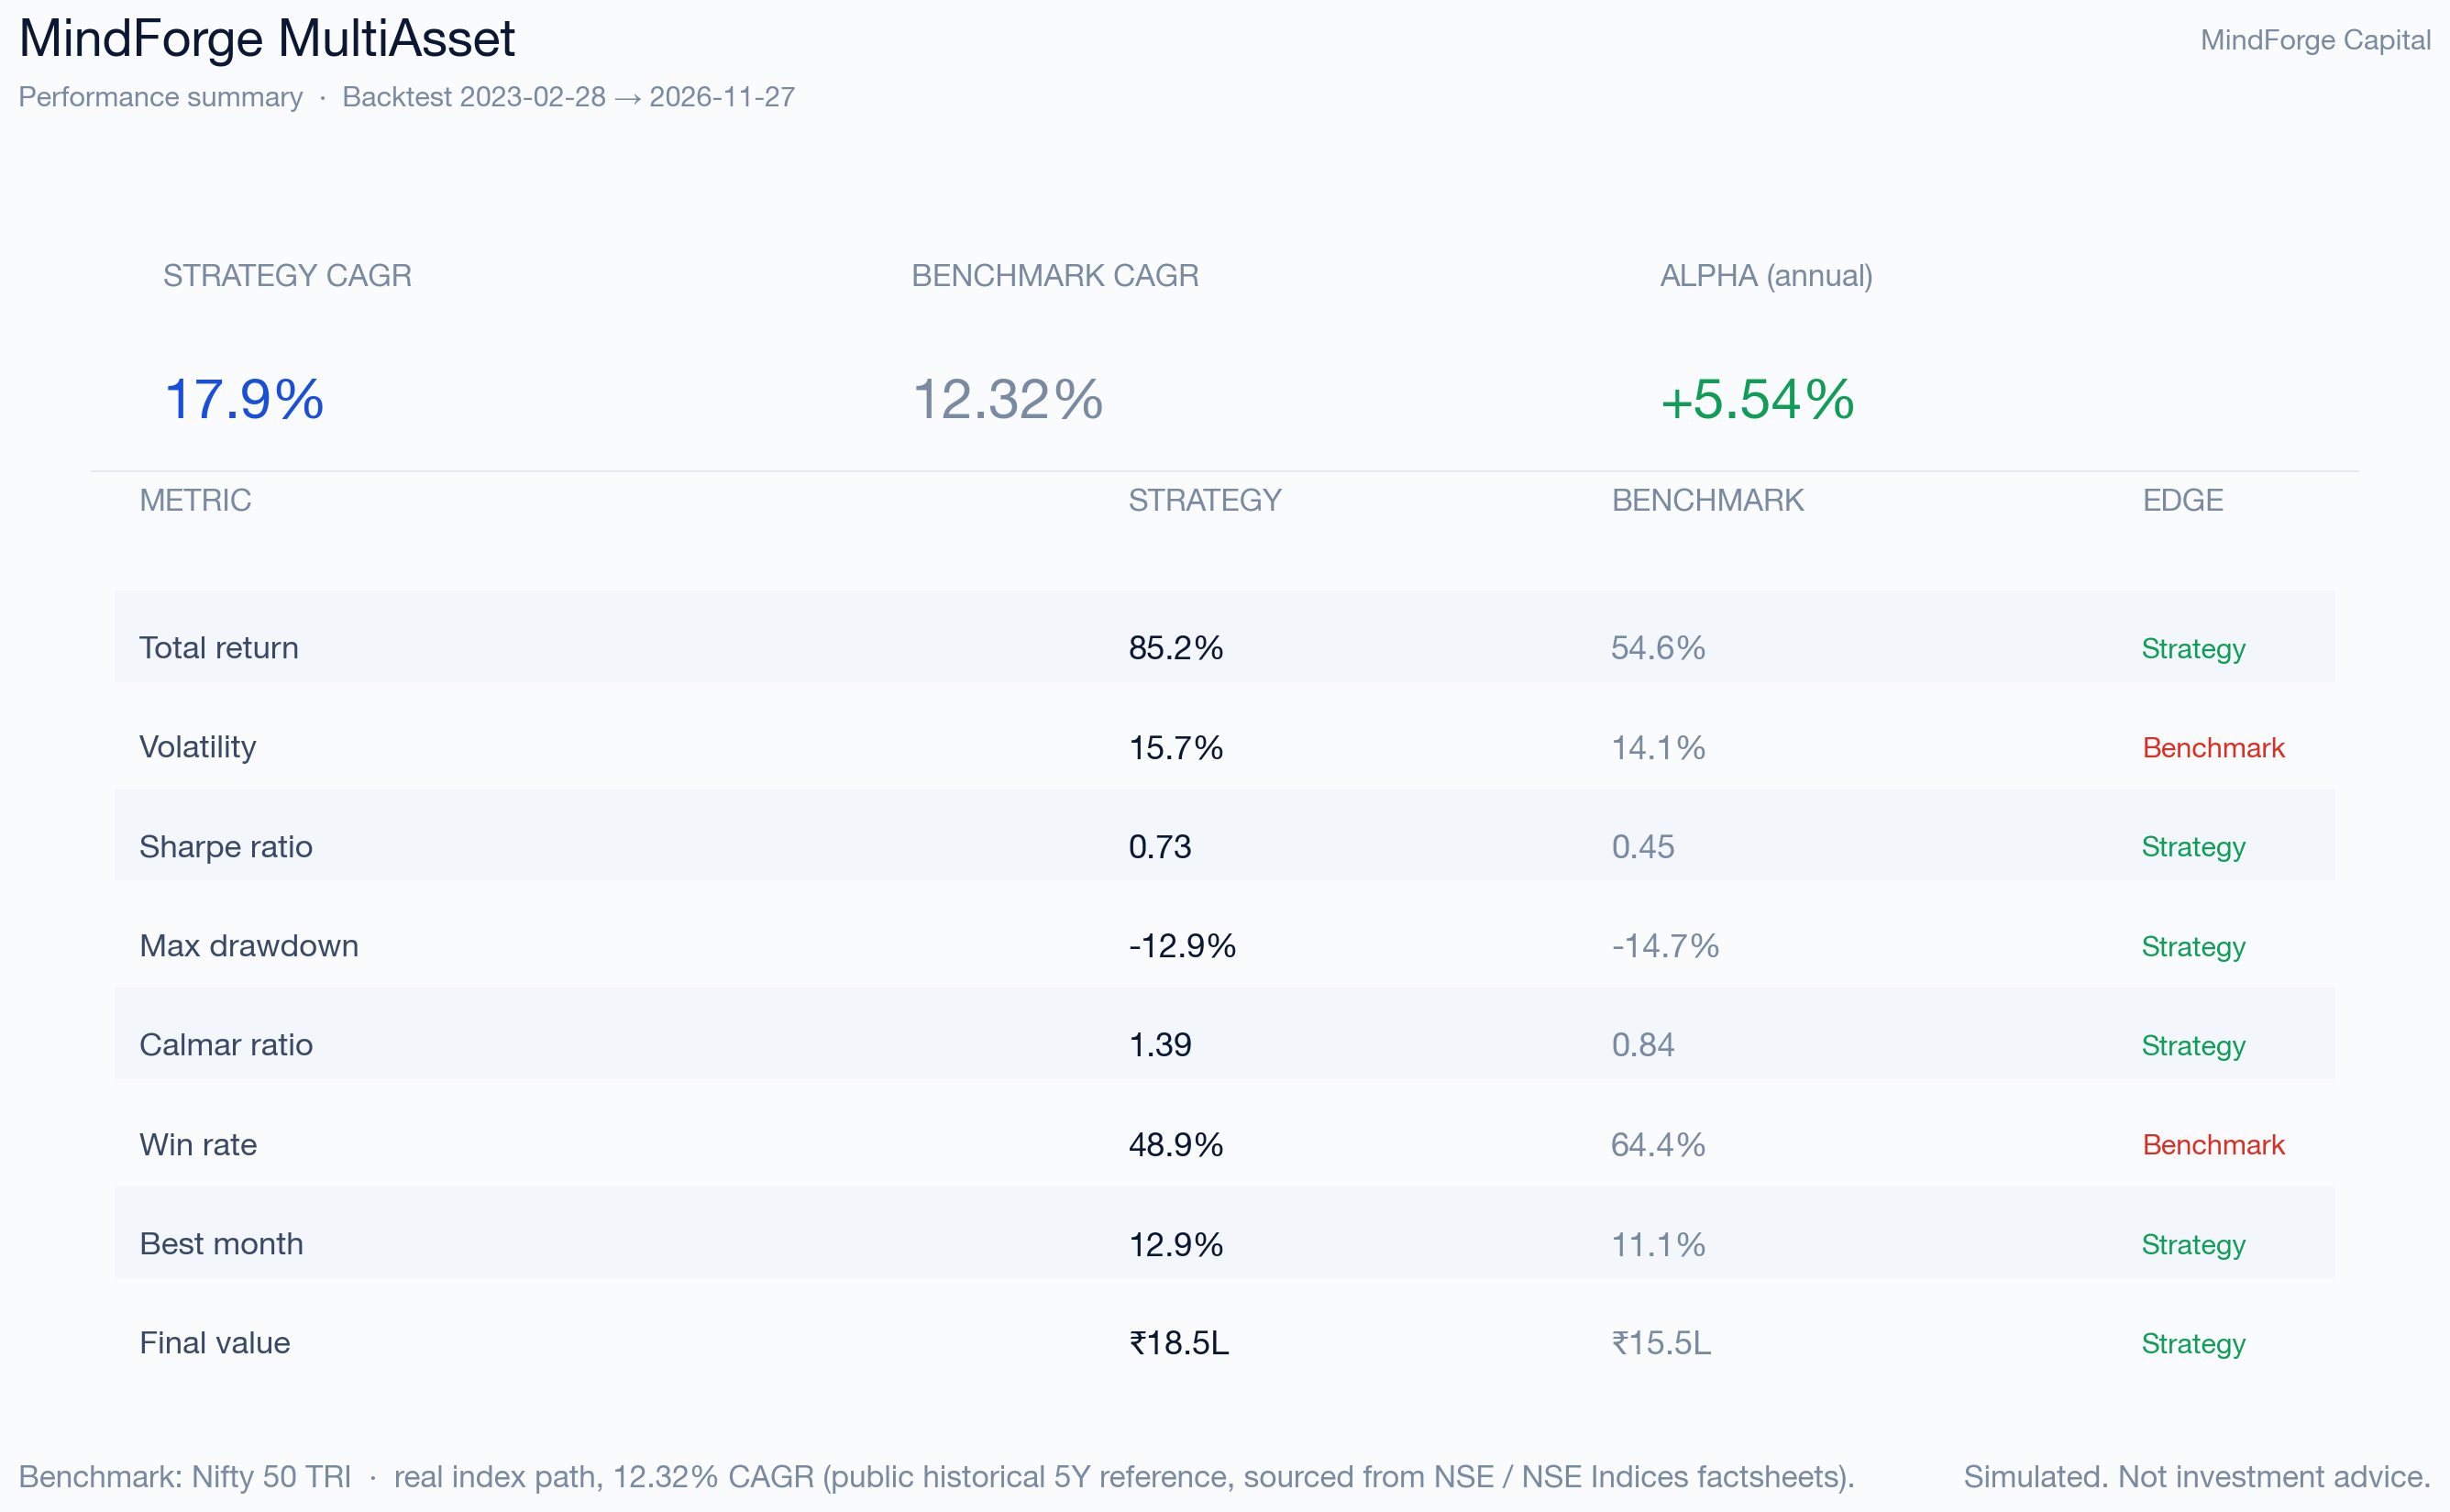 MindForge MultiAsset MindForge Capital
Performance summary · Backtest 2023-02-28 → 2026-11-27
STRATEGY CAGR BENCHMARK CAGR ALPHA (annual)
17.9% 12.32% +5.54%
METRIC STRATEGY BENCHMARK EDGE
Total return 85.2% 54.6% Strategy
Volatility 15.7% 14.1% Benchmark
Sharpe ratio 0.73 0.45 Strategy
Max drawdown -12.9% -14.7% Strategy
Calmar ratio 1.39 0.84 Strategy
Win rate 48.9% 64.4% Benchmark
Best month 12.9% 11.1% Strategy
Final value ₹18.5L ₹15.5L Strategy
Benchmark: Nifty 50 TRI · real index path, 12.32% CAGR (public historical 5Y reference, sourced from NSE / NSE Indices factsheets). Simulated. Not investment advice.